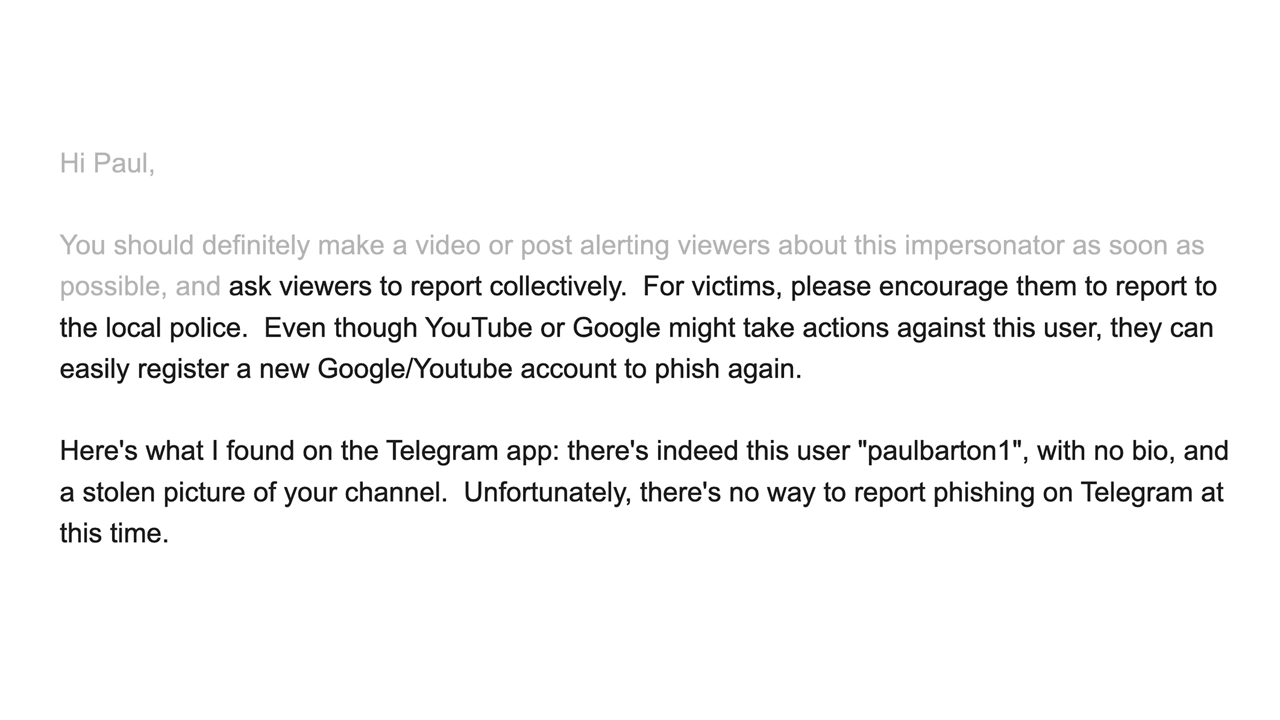 Hi Paul,
You should definitely make a video or post alerting viewers about this impersonator as soon as
possible, and ask viewers to report collectively.  For victims, please encourage them to report to
the local police.  Even though YouTube or Google might take actions against this user, they can
easily register a new Google/Youtube account to phish again.
Here's what I found on the Telegram app: there's indeed this user "paulbarton1", with no bio, and
a stolen picture of your channel.  Unfortunately, there's no way to report phishing on Telegram at
this time.